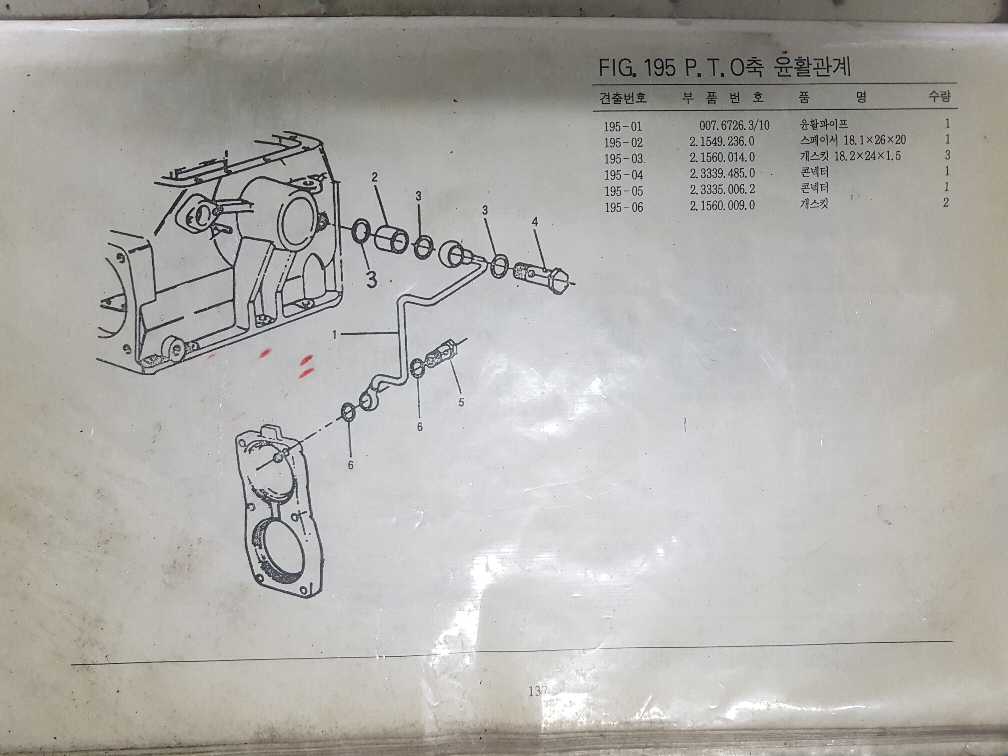 FIG. 195 P. T. O축 윤활관계
견출번호 부 품 번 호 품 명 수량
195-01 007.6726.3/10 윤활파이프 1
195-02 2.1549.236.0 스페이서 18.1×26×20 1
195-03 2.1560.014.0 개스킷 18.2×24×1.5 3
195-04 2.3339.485.0 콘넥터 1
195-05 2.3335.006.2 콘넥터 1
195-06 2.1560.009.0 개스킷 2
2
3
3
4
3
1
5
6
6
137